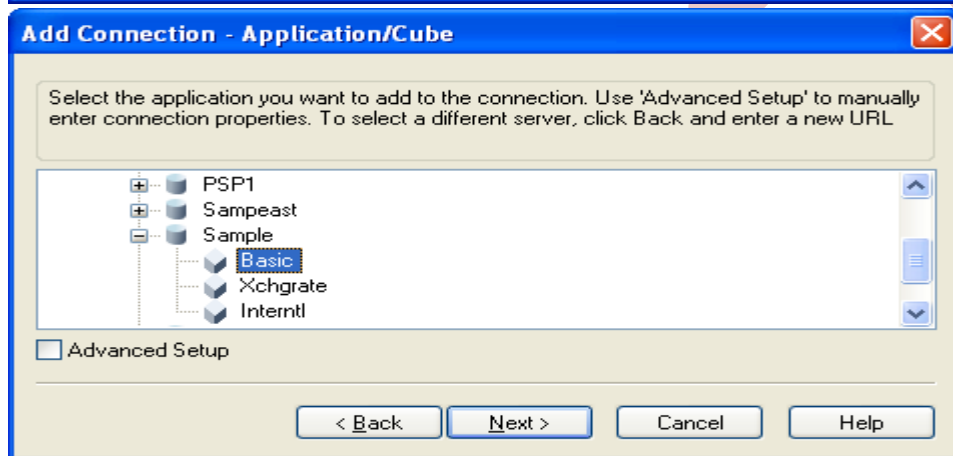 Add Connection - Application/Cube
Select the application you want to add to the connection. Use 'Advanced Setup' to manually
enter connection properties. To select a different server, click Back and enter a new URL
PSP1
Sampeast
Sample
Basic
Xchgrate
Interntl
Advanced Setup
< Back Next > Cancel Help